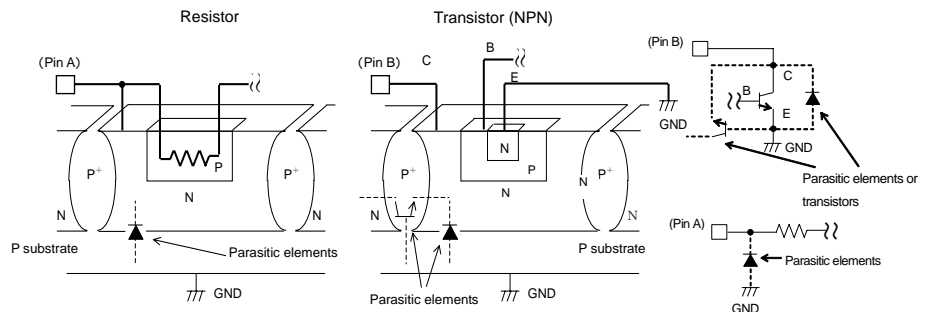 Resistor
Transistor (NPN)
(Pin A)
(Pin B)
C
B
E
GND
P+
P
N
P+
N
N
P substrate
Parasitic elements
GND
P+
N
P
N
N
P+
N
N
P substrate
Parasitic elements
GND
(Pin B)
C
B
E
GND
Parasitic elements or
transistors
(Pin A)
Parasitic elements
GND